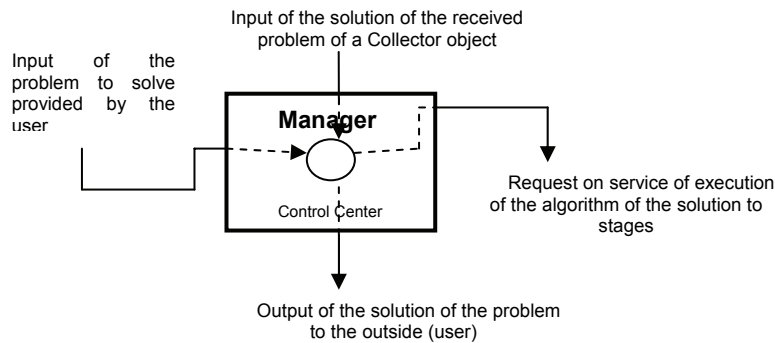 Input of the solution of the received
problem of a Collector object
Input of the
problem to solve
provided by the
user
Manager
Control Center
Request on service of execution
of the algorithm of the solution to
stages
Output of the solution of the problem
to the outside (user)